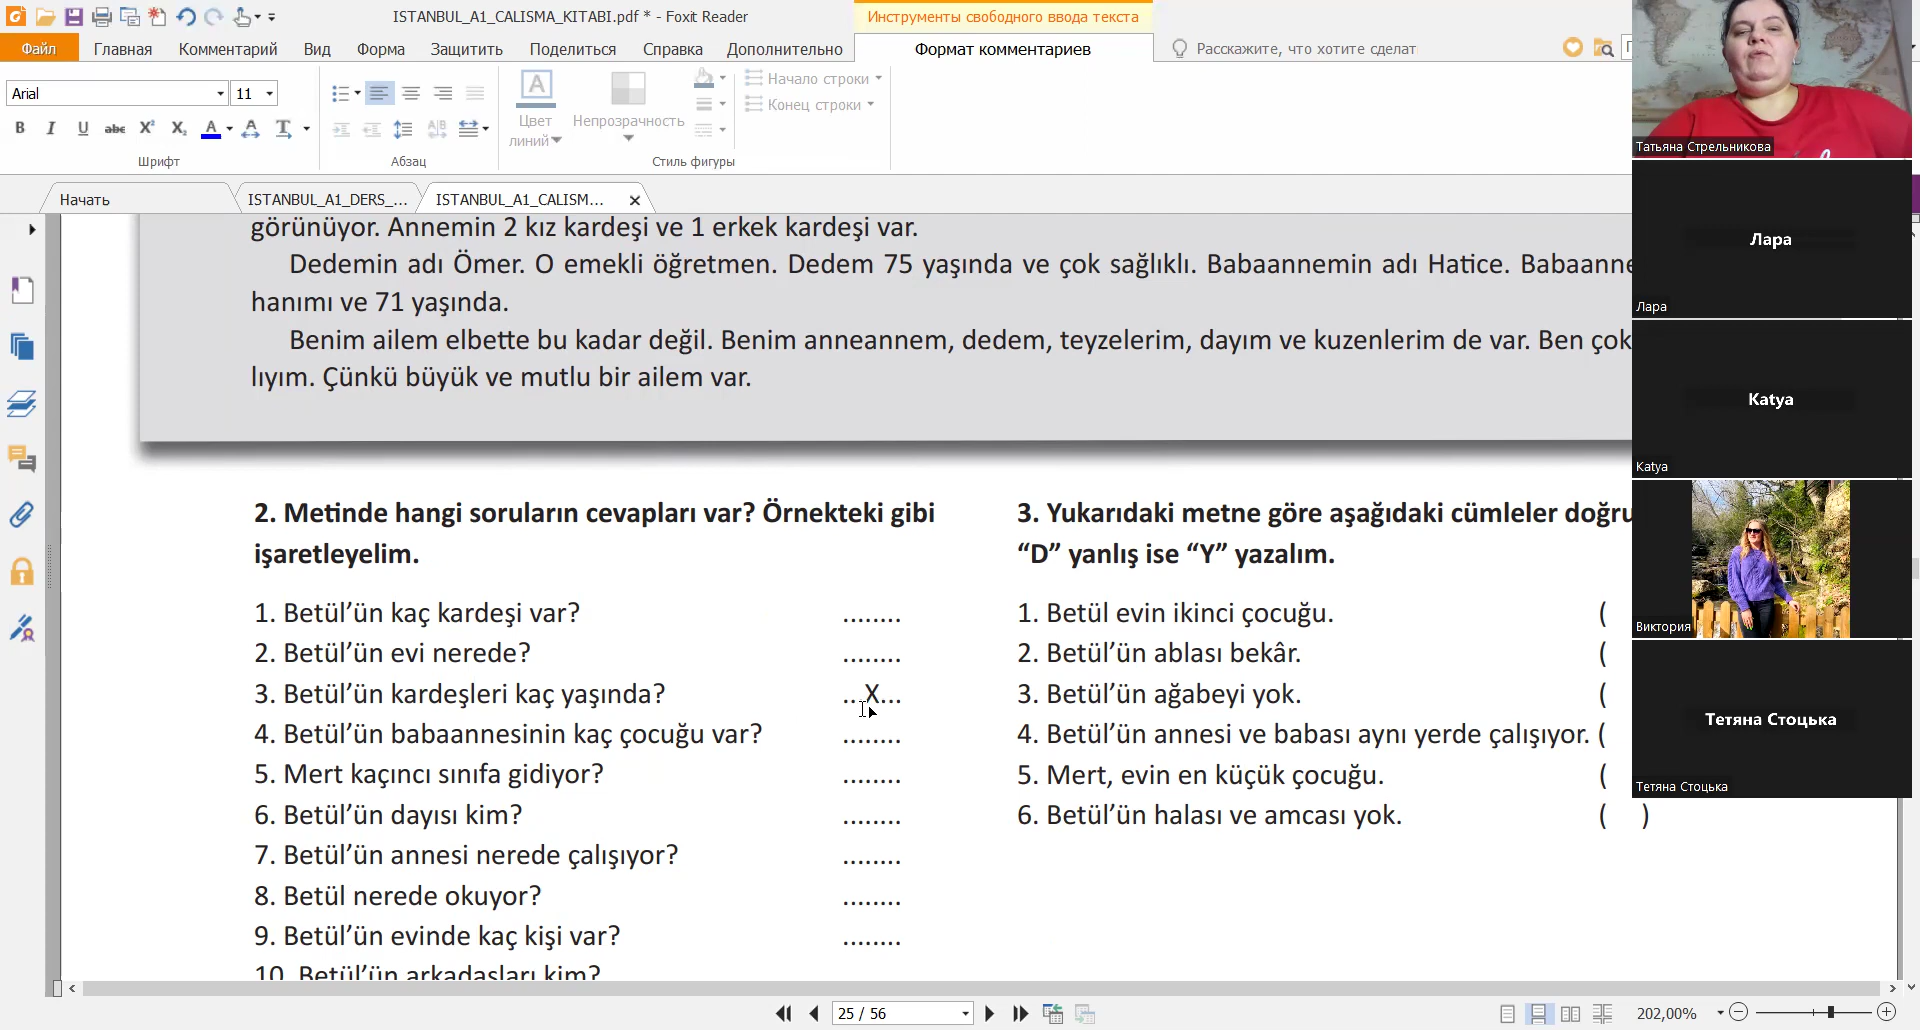 ISTANBUL_A1_CALISMA_KITABI.pdf * - Foxit Reader
Инструменты свободного ввода текста
Файл
Главная
Комментарий
Вид
Форма
Защитить
Поделиться
Справка
Дополнительно
Формат комментариев
Расскажите, что хотите сделат
Arial
11
Шрифт
Абзац
Цвет линий
Непрозрачность
Начало строки
Конец строки
Стиль фигуры
Начать
ISTANBUL_A1_DERS_...
ISTANBUL_A1_CALISM...
görünüyor. Annemin 2 kız kardeşi ve 1 erkek kardeşi var.
Dedemin adı Ömer. O emekli öğretmen. Dedem 75 yaşında ve çok sağlıklı. Babaannemin adı Hatice. Babaanne
hanımı ve 71 yaşında.
Benim ailem elbette bu kadar değil. Benim anneannem, dedem, teyzelerim, dayım ve kuzenlerim de var. Ben çok
lıyım. Çünkü büyük ve mutlu bir ailem var.
2. Metinde hangi soruların cevapları var? Örnekteki gibi
işaretleyelim.
1. Betül’ün kaç kardeşi var? ........
2. Betül’ün evi nerede? ........
3. Betül’ün kardeşleri kaç yaşında? ...X...
4. Betül’ün babaannesinin kaç çocuğu var? ........
5. Mert kaçıncı sınıfa gidiyor? ........
6. Betül’ün dayısı kim? ........
7. Betül’ün annesi nerede çalışıyor? ........
8. Betül nerede okuyor? ........
9. Betül’ün evinde kaç kişi var? ........
10. Betül’ün arkadaşları kim?
3. Yukarıdaki metne göre aşağıdaki cümleler doğru
“D” yanlış ise “Y” yazalım.
1. Betül evin ikinci çocuğu. (
2. Betül’ün ablası bekâr. (
3. Betül’ün ağabeyi yok. (
4. Betül’ün annesi ve babası aynı yerde çalışıyor. (
5. Mert, evin en küçük çocuğu. (
6. Betül’ün halası ve amcası yok. ( )
Татьяна Стрельникова
Лара
Лара
Katya
Katya
Виктория
Тетяна Стоцька
Тетяна Стоцька
25 / 56
202,00%